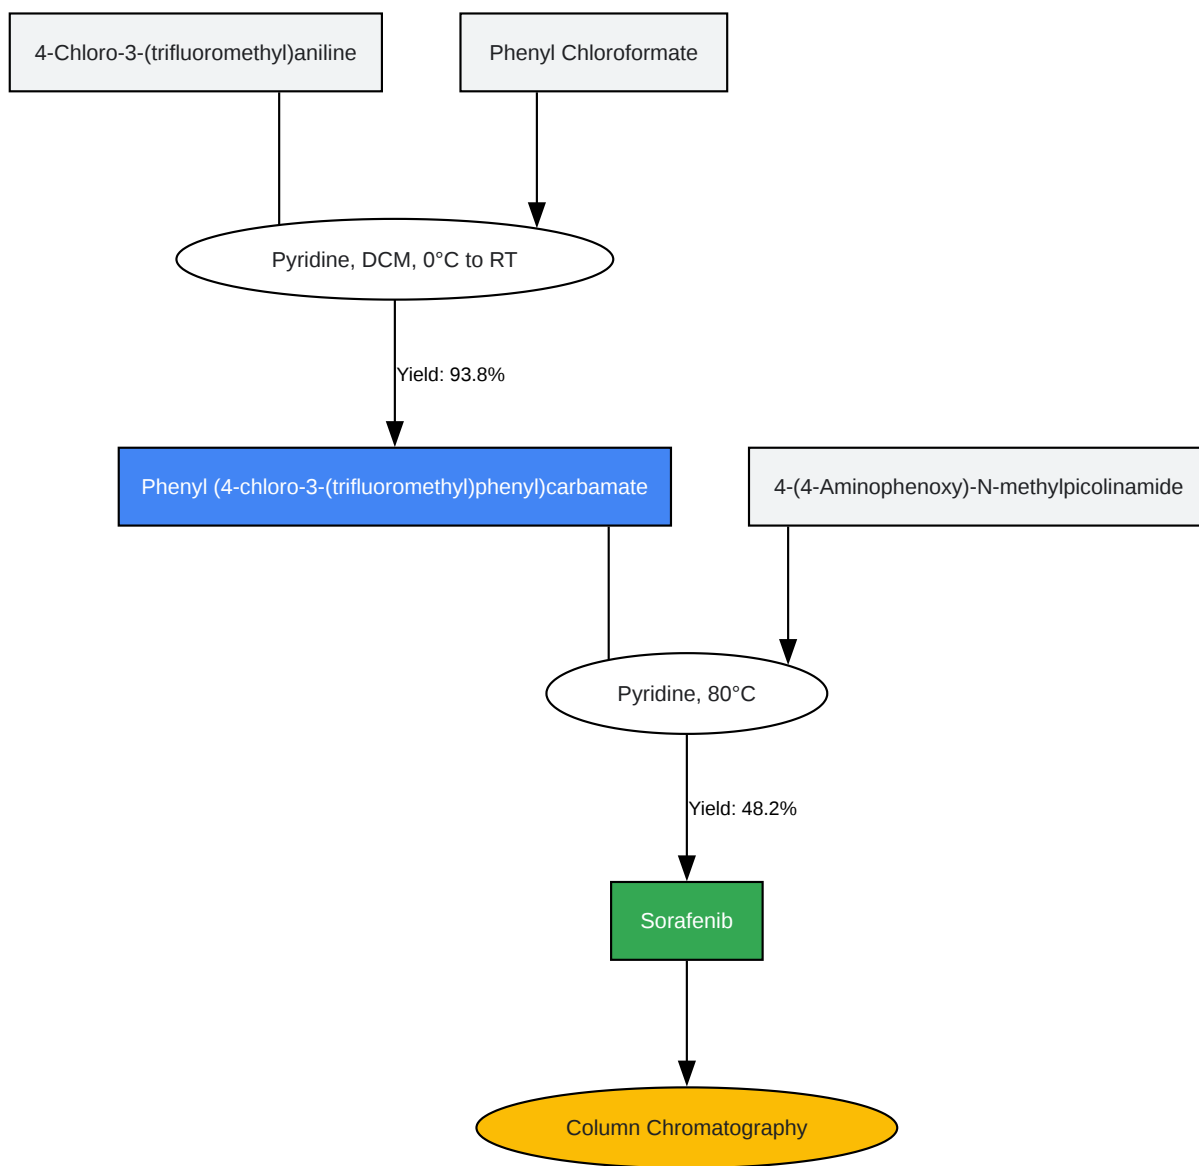 4-Chloro-3-(trifluoromethyl)aniline
Phenyl Chloroformate
Pyridine, DCM, 0°C to RT
Yield: 93.8%
Phenyl (4-chloro-3-(trifluoromethyl)phenyl)carbamate
4-(4-Aminophenoxy)-N-methylpicolinamide
Pyridine, 80°C
Yield: 48.2%
Sorafenib
Column Chromatography